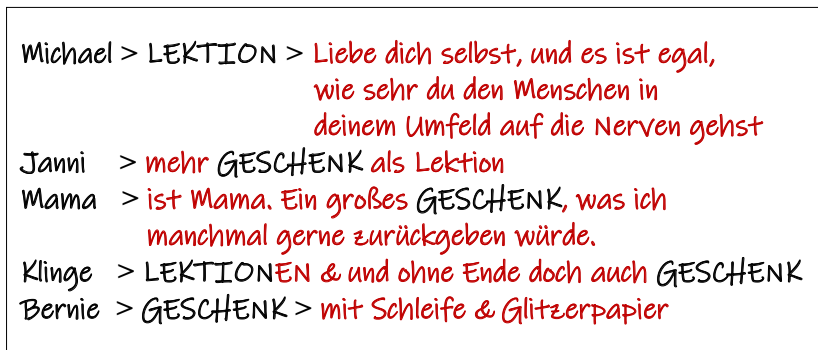 Michael > LEKTION > Liebe dich selbst, und es ist egal,
wie sehr du den Menschen in
deinem Umfeld auf die Nerven gehst
Janni > mehr GESCHENK als Lektion
Mama > ist Mama. Ein großes GESCHENK, was ich
manchmal gerne zurückgeben würde.
Klinge > LEKTIONEN & und ohne Ende doch auch GESCHENK
Bernie > GESCHENK > mit Schleife & Glitzerpapier